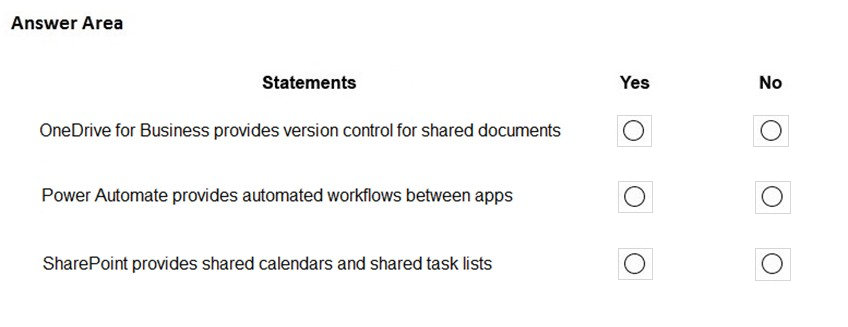 Answer Area
Statements Yes No
OneDrive for Business provides version control for shared documents
Power Automate provides automated workflows between apps
SharePoint provides shared calendars and shared task lists